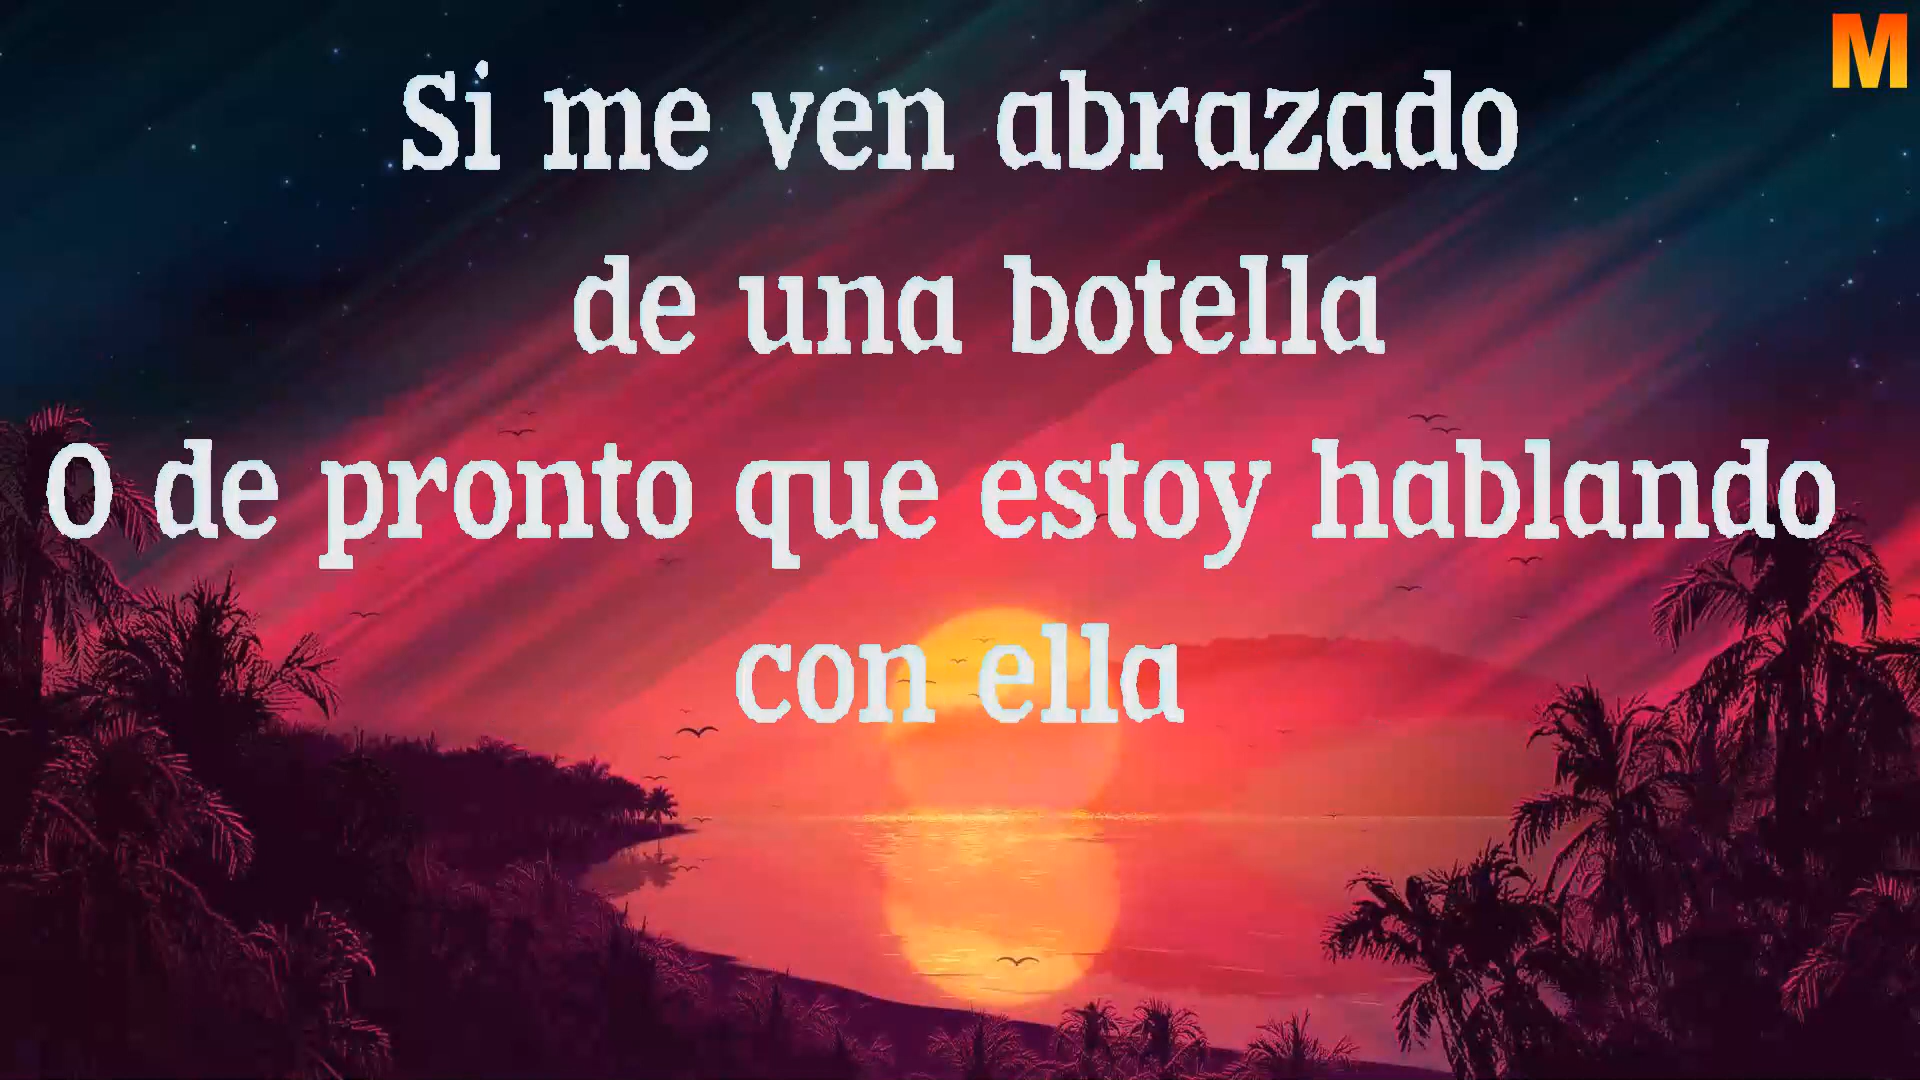 M
Si me ven abrazado
de una botella
O de pronto que estoy hablando
con ella